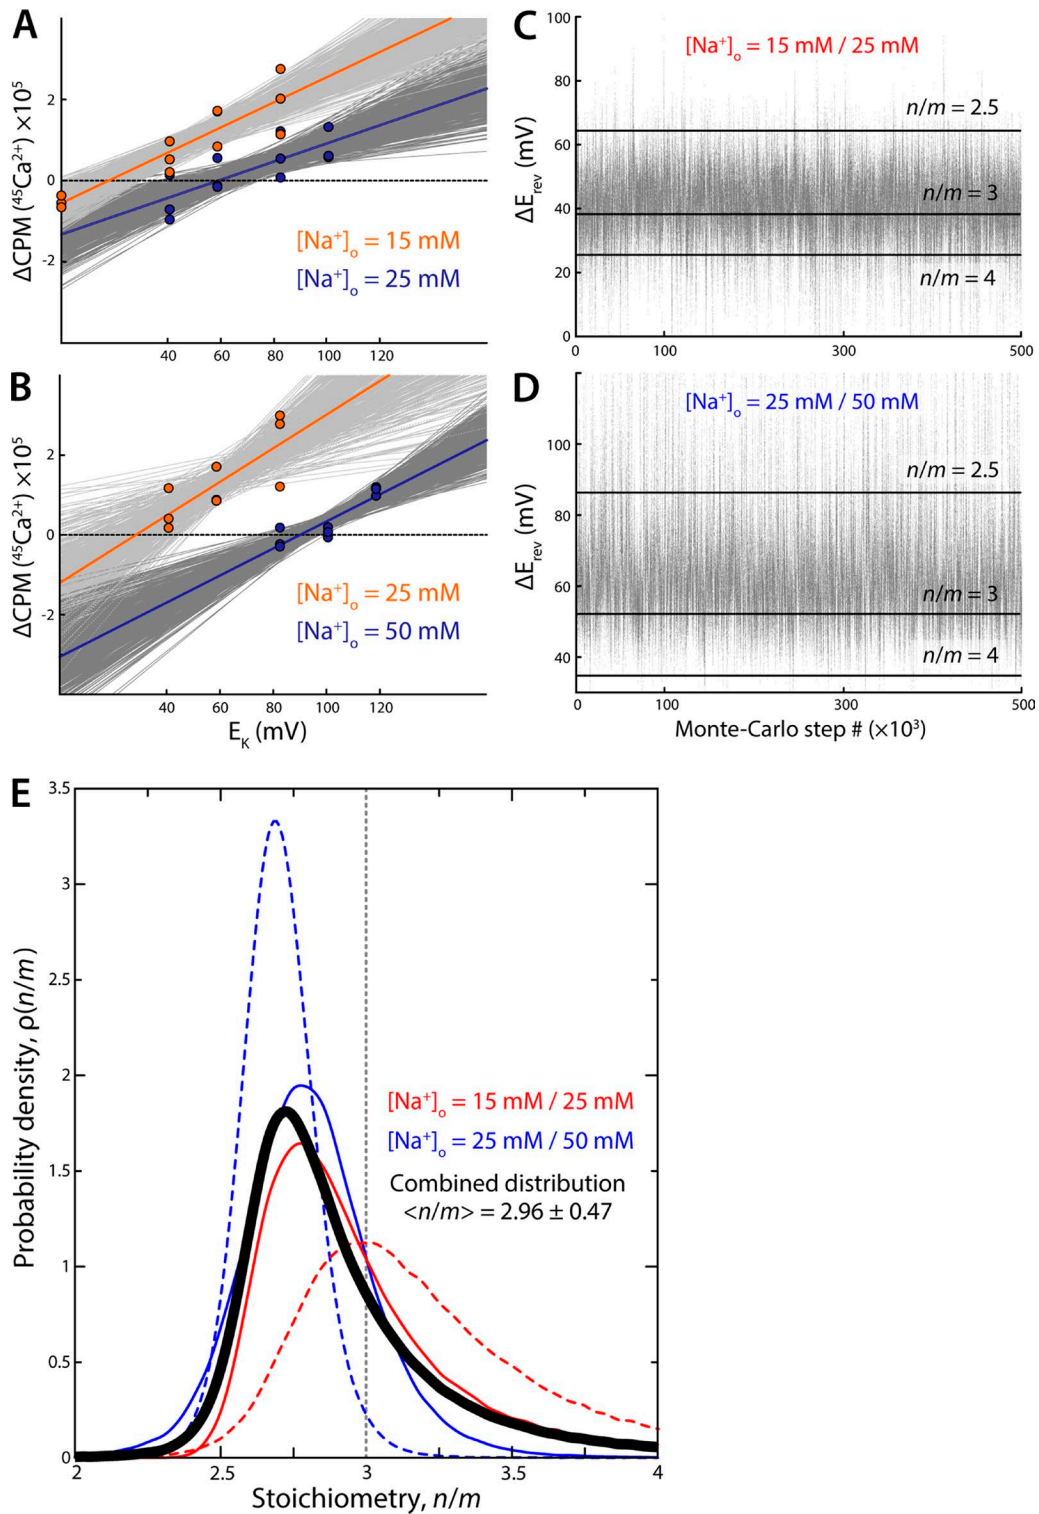 A
ΔCPM (⁴⁵Ca²⁺) ×10⁵
2
0
-2
[Na⁺]ₒ = 15 mM
[Na⁺]ₒ = 25 mM
40 60 80 100 120
B
ΔCPM (⁴⁵Ca²⁺) ×10⁵
2
0
-2
[Na⁺]ₒ = 25 mM
[Na⁺]ₒ = 50 mM
40 60 80 100 120
E_K (mV)
C
ΔE_rev (mV)
100
80
60
40
20
0
[Na⁺]ₒ = 15 mM / 25 mM
n/m = 2.5
n/m = 3
n/m = 4
0 100 300 500
D
ΔE_rev (mV)
100
80
60
40
[Na⁺]ₒ = 25 mM / 50 mM
n/m = 2.5
n/m = 3
n/m = 4
0 100 300 500
Monte-Carlo step # (×10³)
E
Probability density, ρ(n/m)
3.5
3
2.5
2
1.5
1
0.5
0
[Na⁺]ₒ = 15 mM / 25 mM
[Na⁺]ₒ = 25 mM / 50 mM
Combined distribution
<n/m> = 2.96 ± 0.47
2 2.5 3 3.5 4
Stoichiometry, n/m